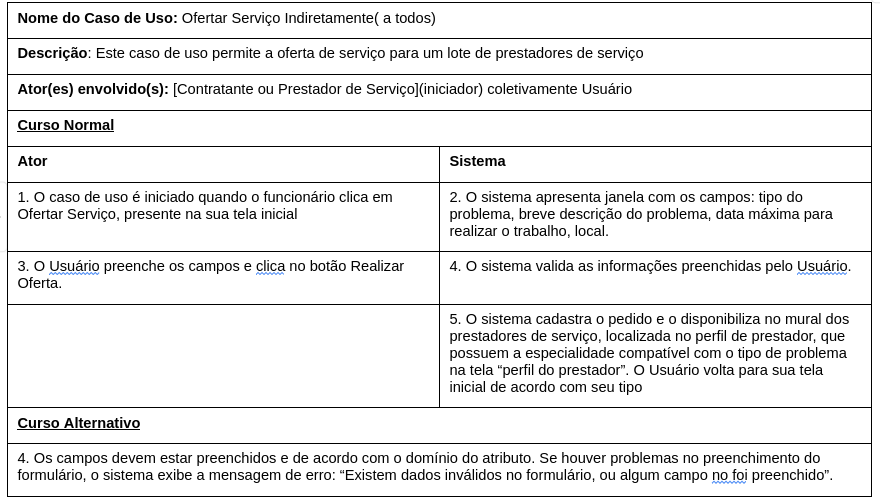 Nome do Caso de Uso: Ofertar Serviço Indiretamente( a todos)
Descrição: Este caso de uso permite a oferta de serviço para um lote de prestadores de serviço
Ator(es) envolvido(s): [Contratante ou Prestador de Serviço](iniciador) coletivamente Usuário
Curso Normal
Ator
Sistema
1. O caso de uso é iniciado quando o funcionário clica em
Ofertar Serviço, presente na sua tela inicial
2. O sistema apresenta janela com os campos: tipo do
problema, breve descrição do problema, data máxima para
realizar o trabalho, local.
3. O Usuário preenche os campos e clica no botão Realizar
Oferta.
4. O sistema valida as informações preenchidas pelo Usuário.
5. O sistema cadastra o pedido e o disponibiliza no mural dos
prestadores de serviço, localizada no perfil de prestador, que
possuem a especialidade compatível com o tipo de problema
na tela “perfil do prestador”. O Usuário volta para sua tela
inicial de acordo com seu tipo
Curso Alternativo
4. Os campos devem estar preenchidos e de acordo com o domínio do atributo. Se houver problemas no preenchimento do
formulário, o sistema exibe a mensagem de erro: “Existem dados inválidos no formulário, ou algum campo no foi preenchido”.